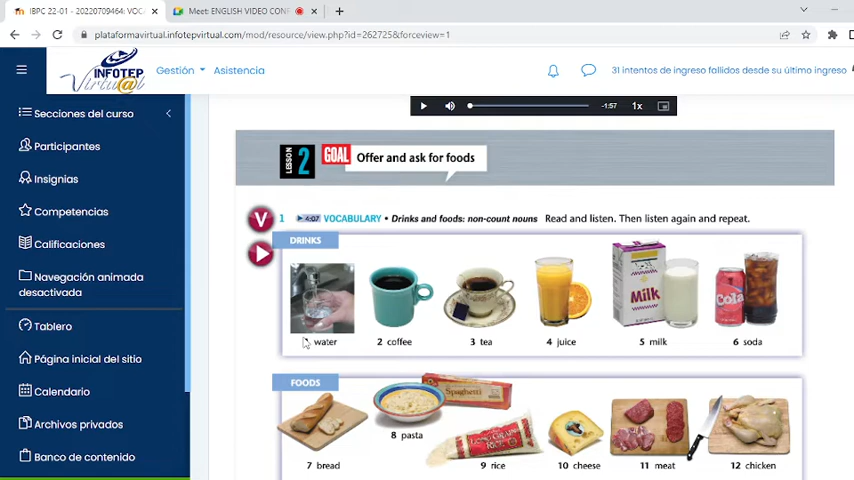 IBPC 22-01 - 20220709464: VOC
Meet: ENGLISH VIDEO CONF
plataformavirtual.infotepvirtual.com/mod/resource/view.php?id=262725&forceview=1
INFOTEP
Virtu@l
Gestión
Asistencia
31 intentos de ingreso fallidos desde su último ingreso
Secciones del curso
Participantes
Insignias
Competencias
Calificaciones
Navegación animada
desactivada
Tablero
Página inicial del sitio
Calendario
Archivos privados
Banco de contenido
-1:57
1x
LESSON 2 GOAL Offer and ask for foods
V 1 4:07 VOCABULARY • Drinks and foods: non-count nouns Read and listen. Then listen again and repeat.
DRINKS
Milk
Cola
water
2 coffee
3 tea
4 juice
5 milk
6 soda
FOODS
Spaghetti
LONG GRAIN RICE
7 bread
8 pasta
9 rice
10 cheese
11 meat
12 chicken